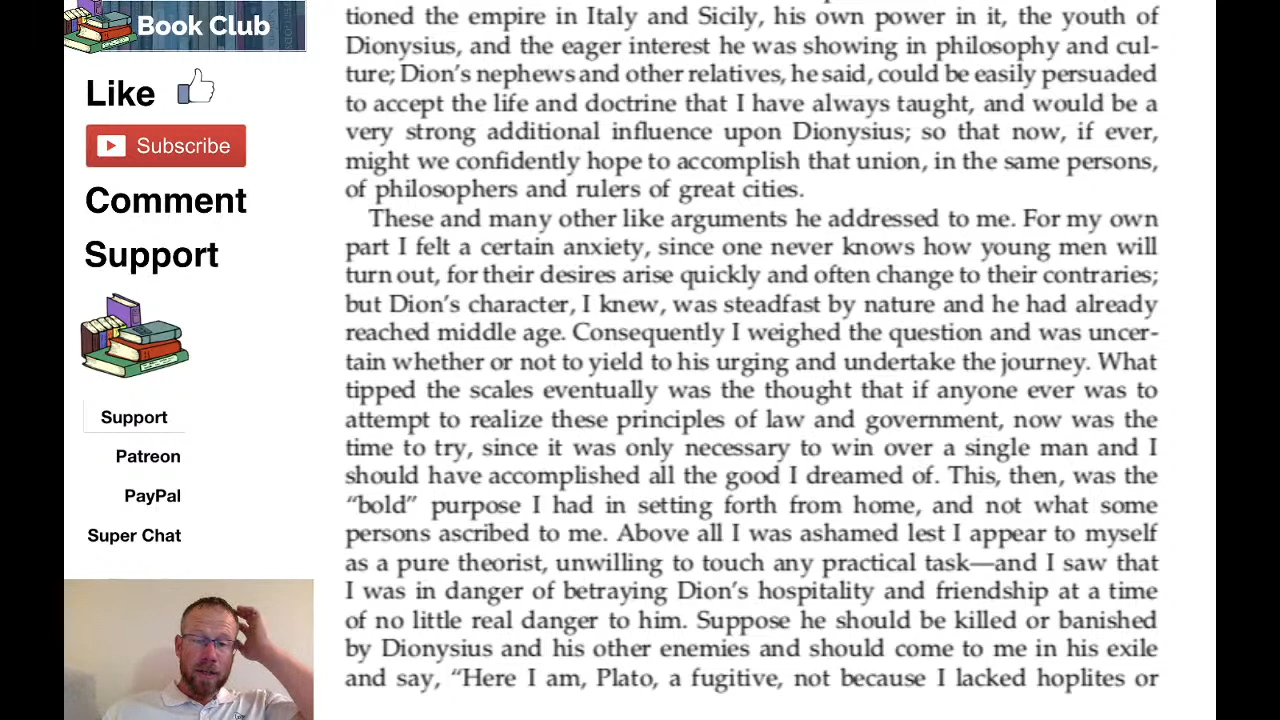 Book Club
Like
Subscribe
Comment
Support
Support
Patreon
PayPal
Super Chat
tioned the empire in Italy and Sicily, his own power in it, the youth of
Dionysius, and the eager interest he was showing in philosophy and cul-
ture; Dion's nephews and other relatives, he said, could be easily persuaded
to accept the life and doctrine that I have always taught, and would be a
very strong additional influence upon Dionysius; so that now, if ever,
might we confidently hope to accomplish that union, in the same persons,
of philosophers and rulers of great cities.
These and many other like arguments he addressed to me. For my own
part I felt a certain anxiety, since one never knows how young men will
turn out, for their desires arise quickly and often change to their contraries;
but Dion's character, I knew, was steadfast by nature and he had already
reached middle age. Consequently I weighed the question and was uncer-
tain whether or not to yield to his urging and undertake the journey. What
tipped the scales eventually was the thought that if anyone ever was to
attempt to realize these principles of law and government, now was the
time to try, since it was only necessary to win over a single man and I
should have accomplished all the good I dreamed of. This, then, was the
"bold" purpose I had in setting forth from home, and not what some
persons ascribed to me. Above all I was ashamed lest I appear to myself
as a pure theorist, unwilling to touch any practical task—and I saw that
I was in danger of betraying Dion's hospitality and friendship at a time
of no little real danger to him. Suppose he should be killed or banished
by Dionysius and his other enemies and should come to me in his exile
and say, "Here I am, Plato, a fugitive, not because I lacked hoplites or